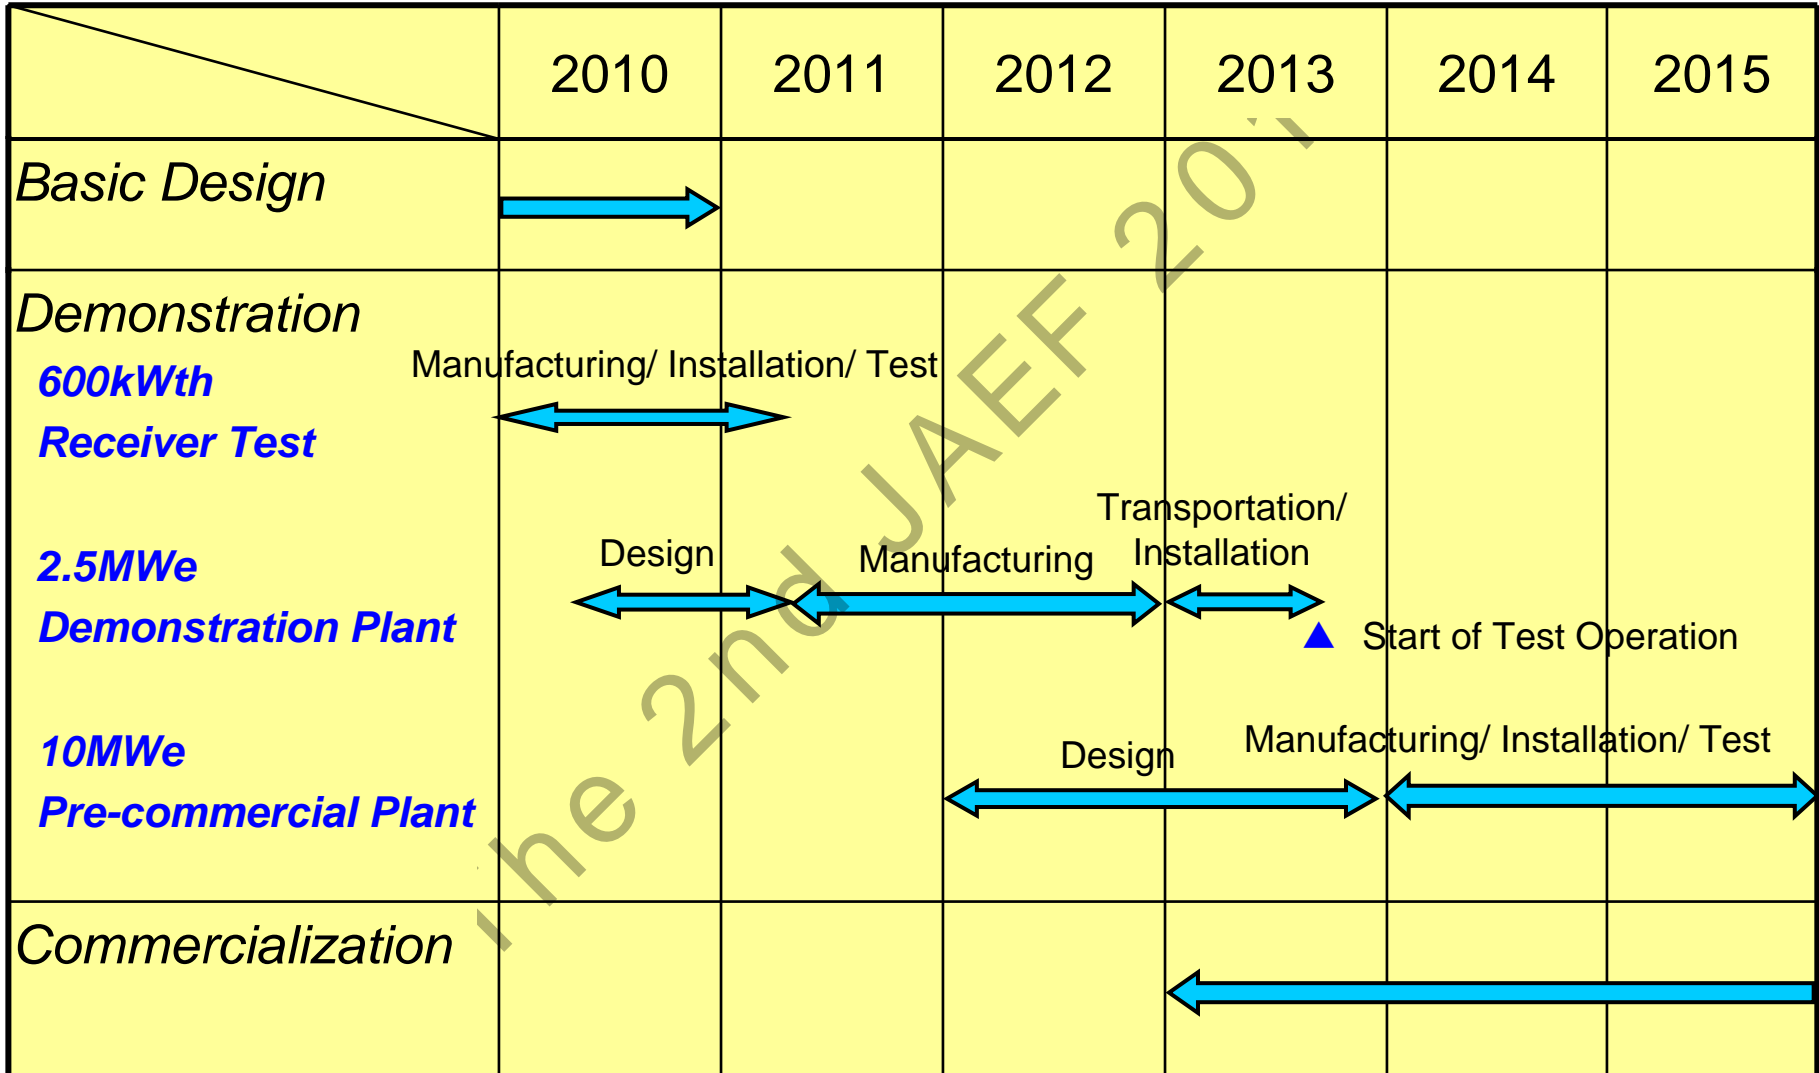 2010 2011 2012 2013 2014 2015
Basic Design
Demonstration
600kWth
Receiver Test
Manufacturing/ Installation/ Test
2.5MWe
Demonstration Plant
Design
Manufacturing
Transportation/
Installation
Start of Test Operation
10MWe
Pre-commercial Plant
Design
Manufacturing/ Installation/ Test
Commercialization
The 2nd JAEF 201